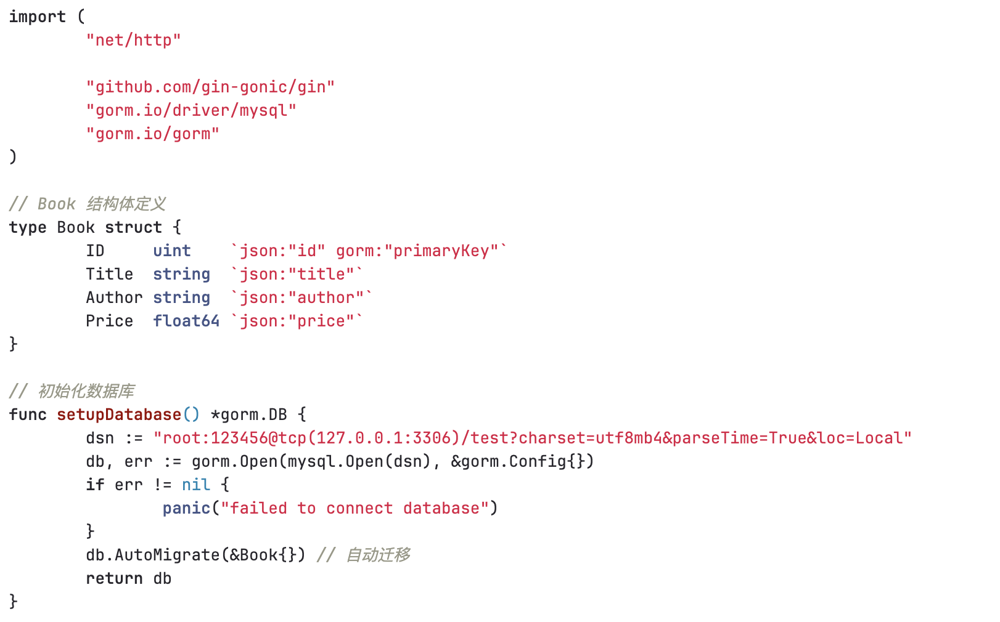 import (
        "net/http"

        "github.com/gin-gonic/gin"
        "gorm.io/driver/mysql"
        "gorm.io/gorm"
)

// Book 结构体定义
type Book struct {
        ID     uint    `json:"id" gorm:"primaryKey"`
        Title  string  `json:"title"`
        Author string  `json:"author"`
        Price  float64 `json:"price"`
}

// 初始化数据库
func setupDatabase() *gorm.DB {
        dsn := "root:123456@tcp(127.0.0.1:3306)/test?charset=utf8mb4&parseTime=True&loc=Local"
        db, err := gorm.Open(mysql.Open(dsn), &gorm.Config{})
        if err != nil {
                panic("failed to connect database")
        }
        db.AutoMigrate(&Book{}) // 自动迁移
        return db
}